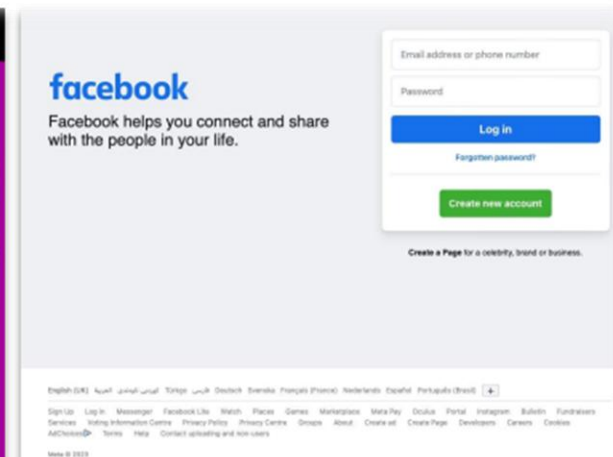 facebook
Facebook helps you connect and share
with the people in your life.
Email address or phone number
Password
Log in
Forgotten password?
Create new account
Create a Page for a celebrity, brand or business.
English (UK) العربية کوردیی ناوەندی Türkçe فارسی Deutsch Svenska Français (France) Nederlands Español Português (Brasil) +
Sign Up Log in Messenger Facebook Lite Watch Places Games Marketplace Meta Pay Oculus Portal Instagram Bulletin Fundraisers
Services Voting Information Centre Privacy Policy Privacy Centre Groups About Create ad Create Page Developers Careers Cookies
AdChoices Terms Help Contact uploading and non-users
Meta © 2023